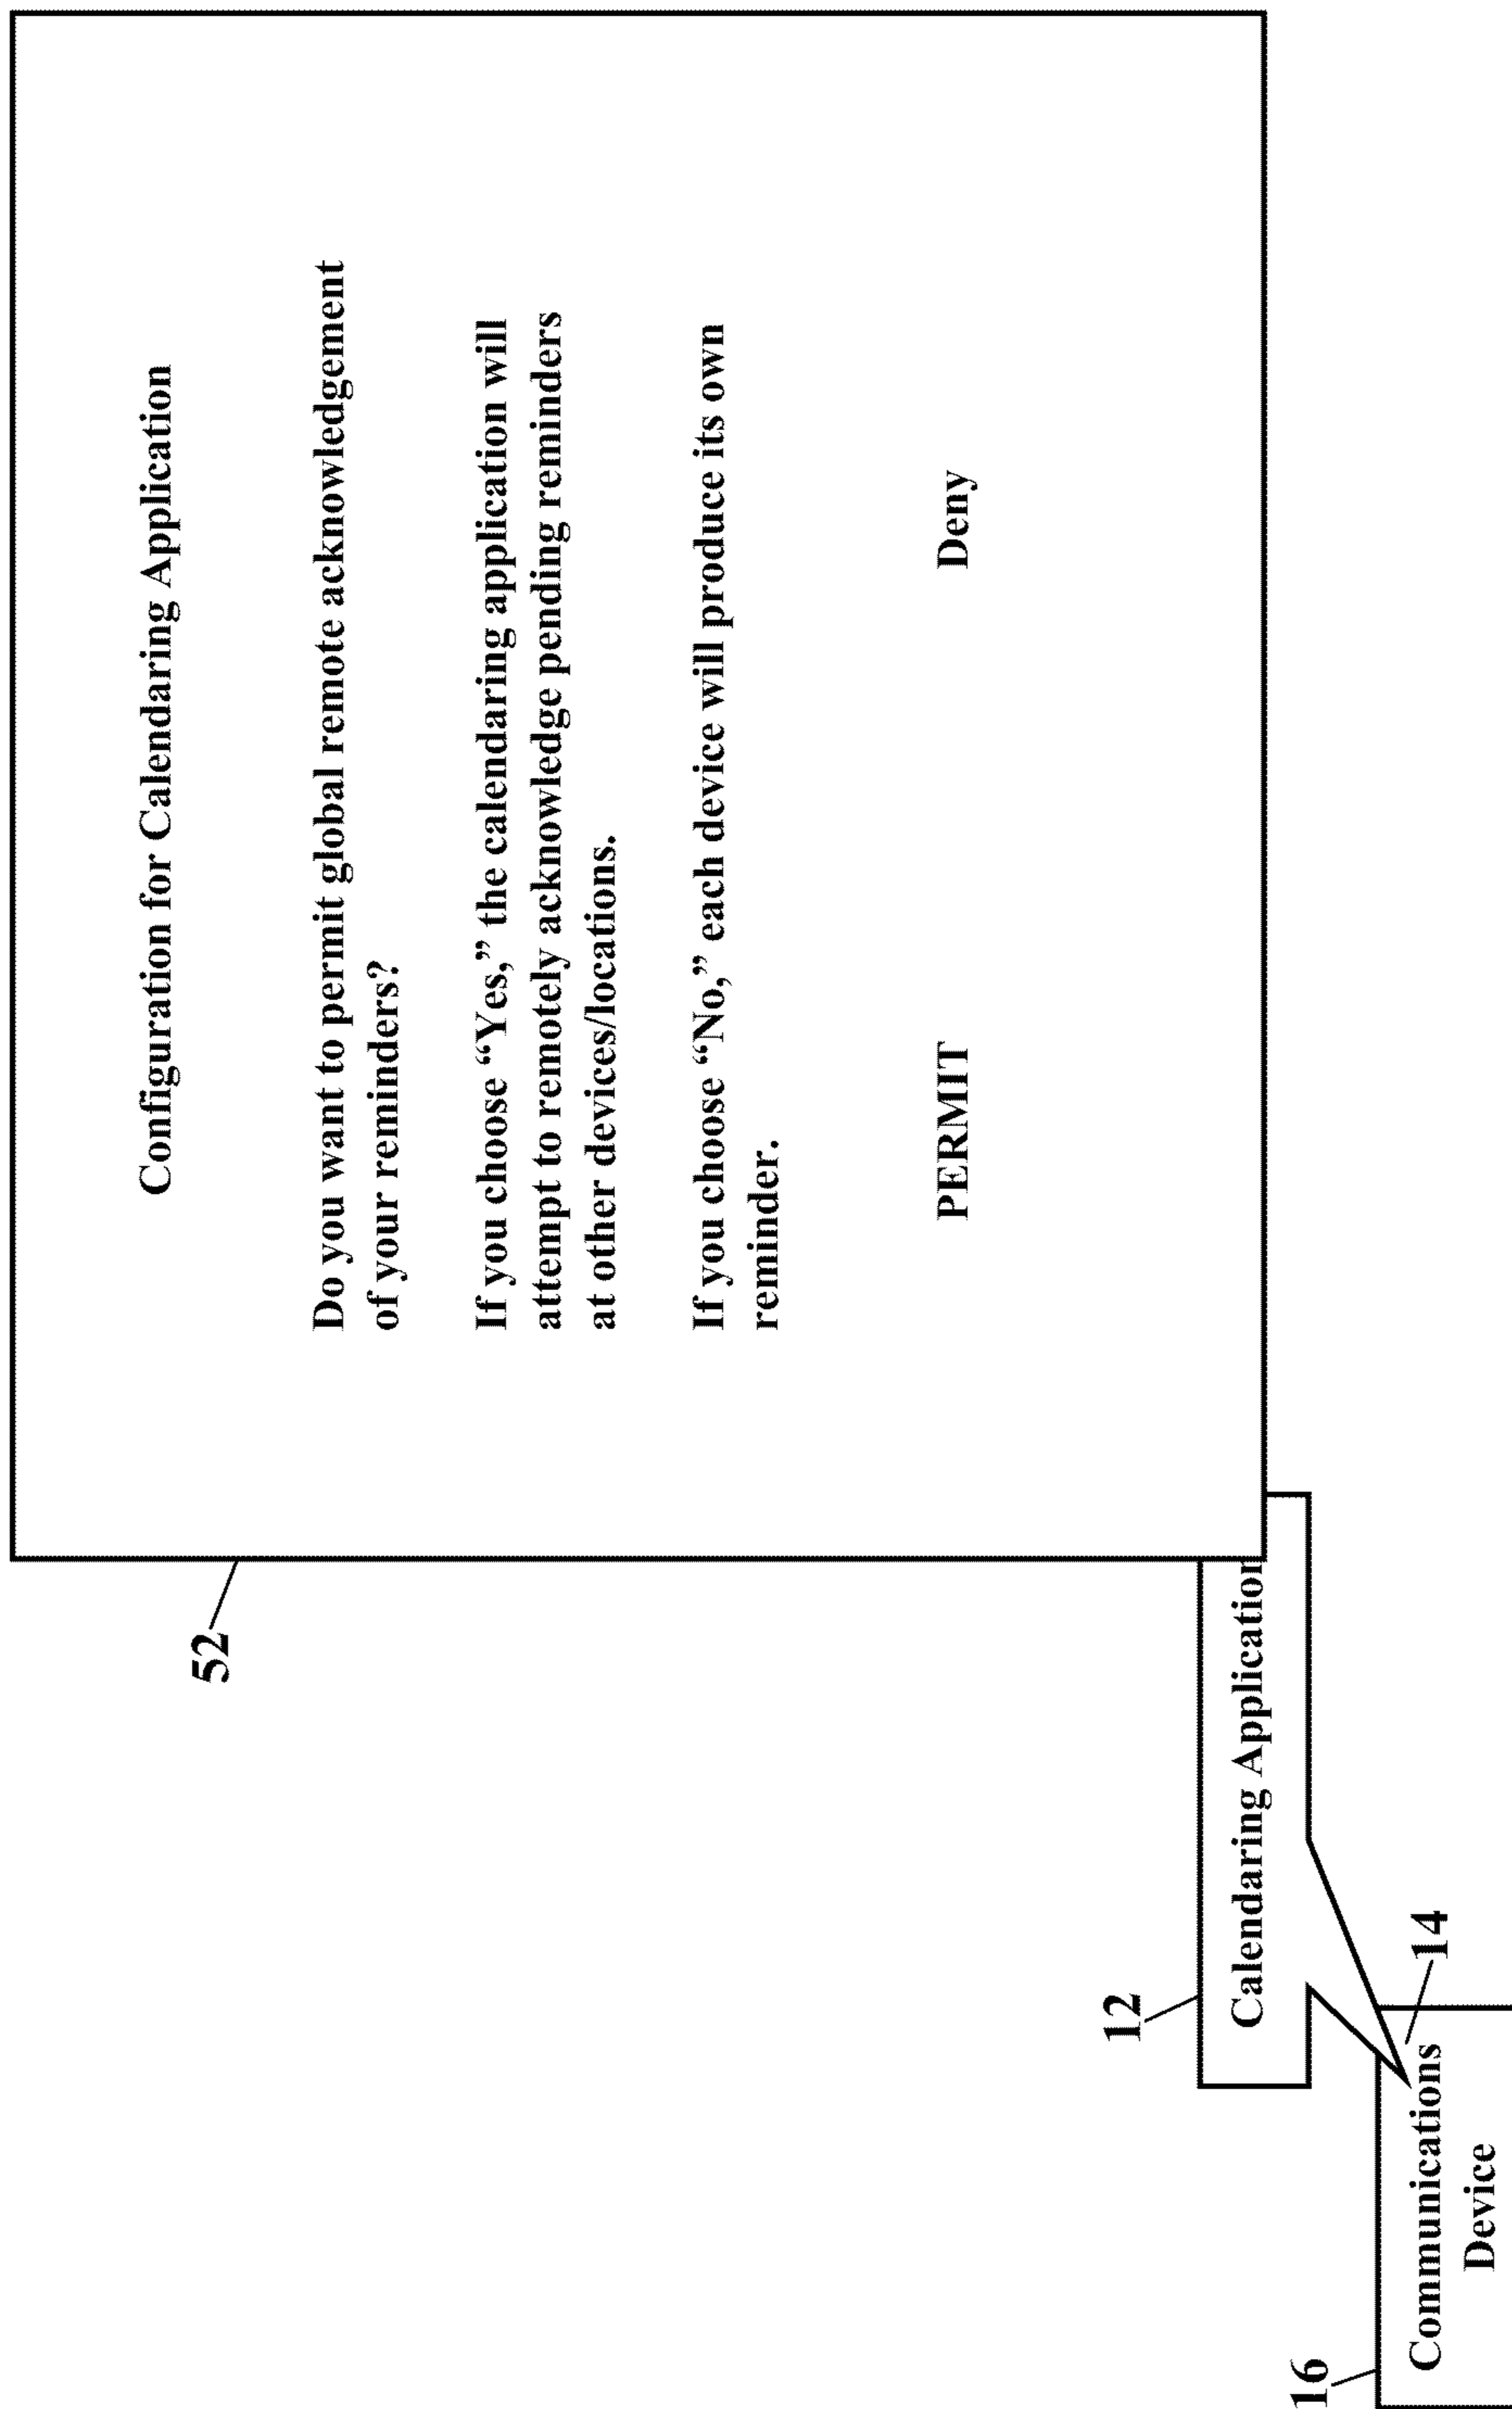 Configuration for Calendaring Application
Do you want to permit global remote acknowledgement
of your reminders?
If you choose “Yes,” the calendaring application will
attempt to remotely acknowledge pending reminders
at other devices/locations.
If you choose “No,” each device will produce its own
reminder.
PERMIT Deny
52
12
Calendaring Application
14
16
Communications
Device